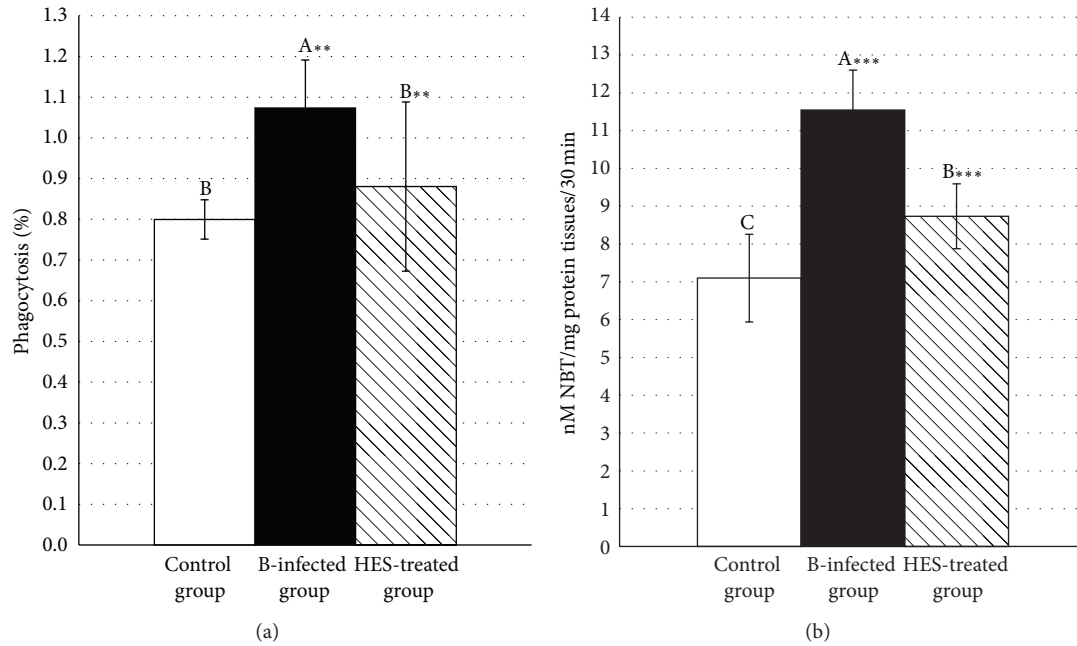 Phagocytosis (%)
1.3
1.2
1.1
1.0
0.9
0.8
0.7
0.6
0.5
0.4
0.3
0.2
0.1
0.0
B
A**
B**
Control group
B-infected group
HES-treated group
(a)
nM NBT/mg protein tissues/30 min
14
13
12
11
10
9
8
7
6
5
4
3
2
1
0
C
A***
B***
Control group
B-infected group
HES-treated group
(b)